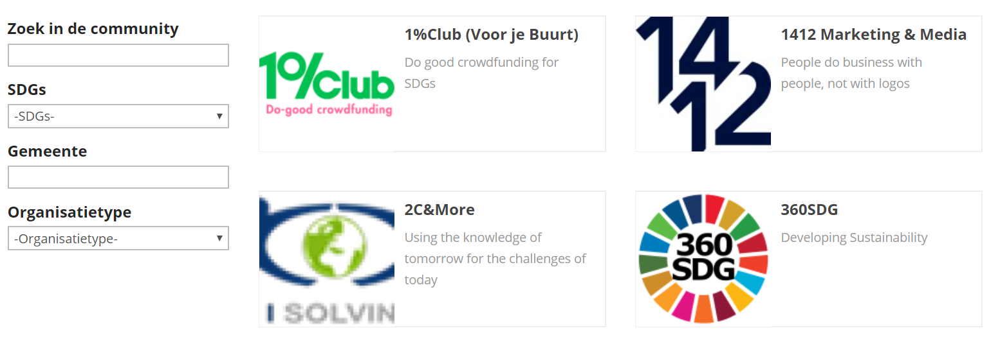 Zoek in de community
SDGs
-SDGs-
Gemeente
Organisatietype
-Organisatietype-
1%Club
Do-good crowdfunding
1%Club (Voor je Buurt)
Do good crowdfunding for
SDGs
14
12
1412 Marketing & Media
People do business with
people, not with logos
I SOLVIN
2C&More
Using the knowledge of
tomorrow for the challenges of
today
360
SDG
360SDG
Developing Sustainability